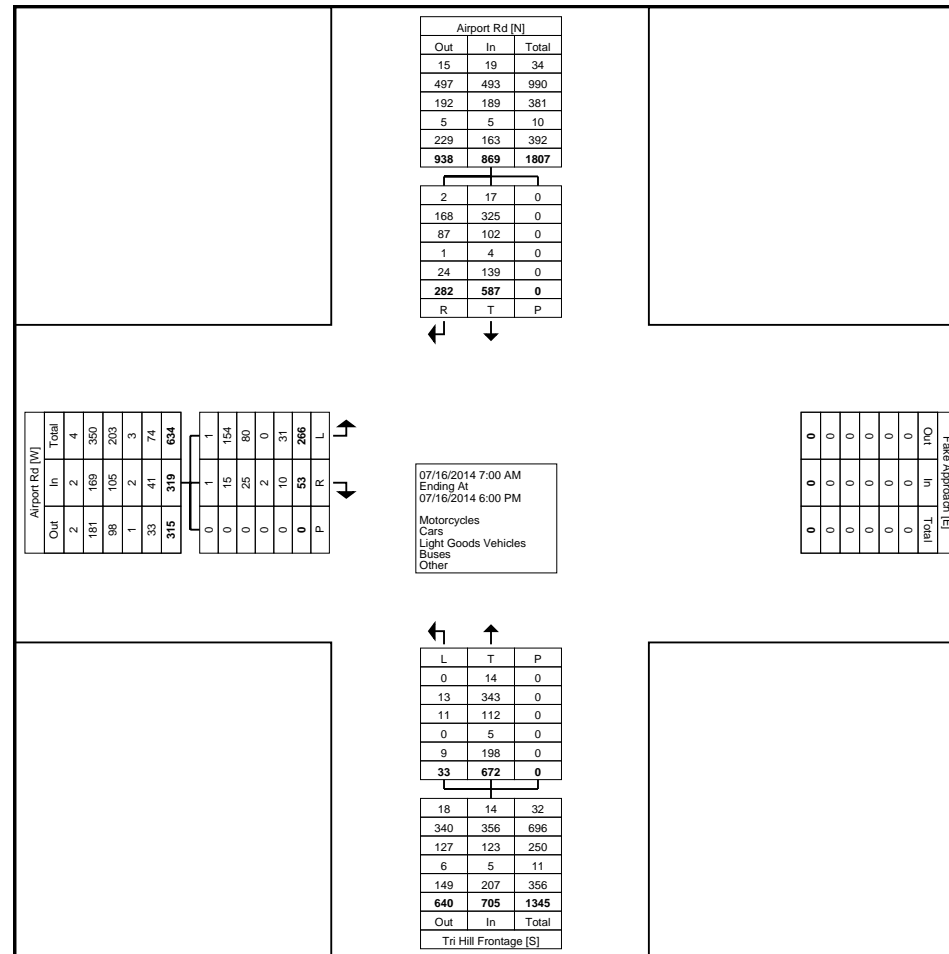 Airport Rd [N]
Out In Total
15 19 34
497 493 990
192 189 381
5 5 10
229 163 392
938 869 1807
2 17 0
168 325 0
87 102 0
1 4 0
24 139 0
282 587 0
R T P
Airport Rd [W]
Total 4 350 203 3 74 634
In 2 169 105 2 41 319
Out 2 181 98 1 33 315
1 154 80 0 31 266 L
1 15 25 2 10 53 R
0 0 0 0 0 0 P
07/16/2014 7:00 AM
Ending At
07/16/2014 6:00 PM
Motorcycles
Cars
Light Goods Vehicles
Buses
Other
Fake Approach [E]
Out In Total
0 0 0
0 0 0
0 0 0
0 0 0
0 0 0
0 0 0
L T P
0 14 0
13 343 0
11 112 0
0 5 0
9 198 0
33 672 0
18 14 32
340 356 696
127 123 250
6 5 11
149 207 356
640 705 1345
Out In Total
Tri Hill Frontage [S]